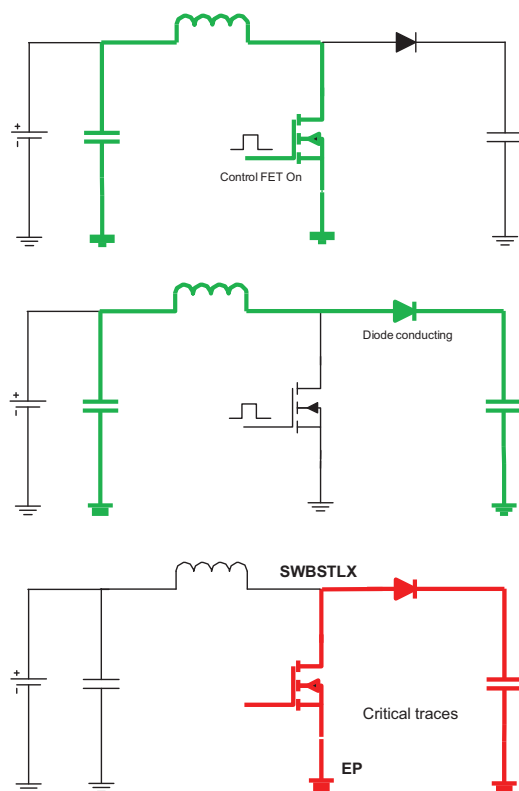 +
-
Control FET On
+
-
Diode conducting
SWBSTLX
+
-
Critical traces
EP